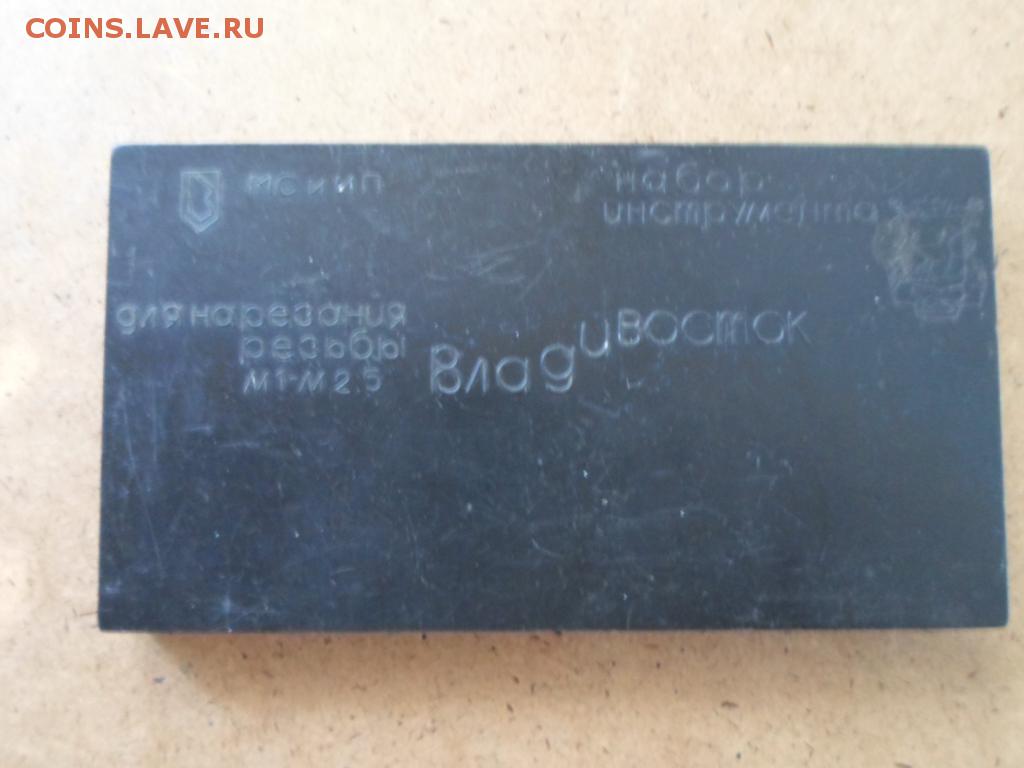 COINS.LAVE.RU
МСиИП
набор
инструмента
для нарезания
резьбы
м1-м2.5
Владивосток